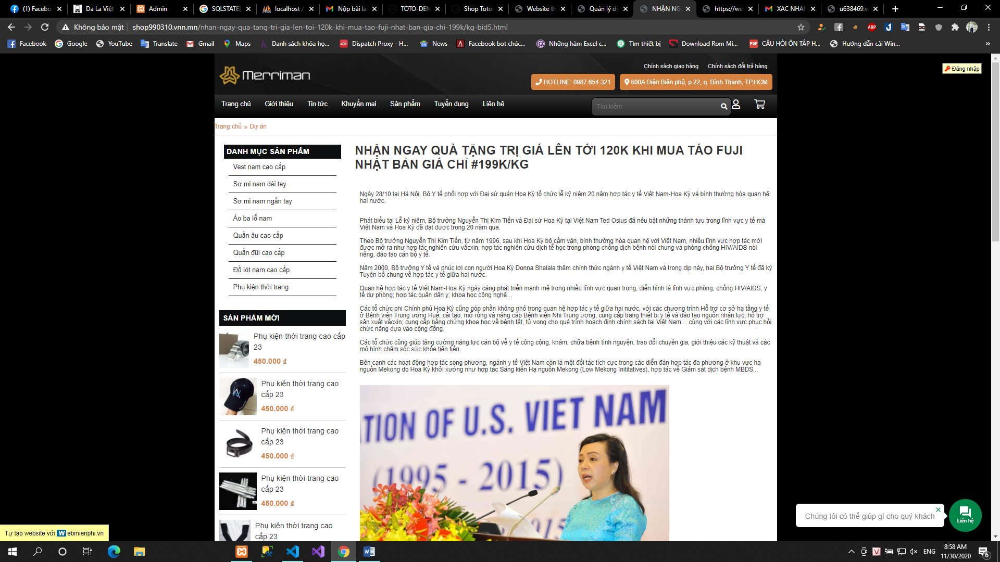 (1) Faceboo
Da La Việt
Admin
SQLSTATE[
localhost /
Nộp bài lal
TOTO-DEN
Shop Toto
Website th
Quản lý dị
NHẬN NG
https://we
XAC NHAN
u638469.w
Không bảo mật
shop990310.vnn.mn/nhan-ngay-qua-tang-tri-gia-len-toi-120k-khi-mua-tao-fuji-nhat-ban-gia-chi-199k/kg-bid5.html
Facebook
Google
YouTube
Translate
Gmail
Maps
Danh sách khóa họ...
Dispatch Proxy - H...
News
Facebook bot chúc...
Những hàm Excel c...
Tìm thiết bị
Download Rom Mi...
CÂU HỎI ÔN TẬP H...
Hướng dẫn cài Win...
Merriman
Chính sách giao hàng
Chính sách đổi trả hàng
Đăng nhập
HOTLINE: 0987.654.321
600A Điện Biên phủ, p.22, q. Bình Thạnh, TP.HCM
Trang chủ
Giới thiệu
Tin tức
Khuyến mại
Sản phẩm
Tuyển dụng
Liên hệ
Tìm kiếm
Trang chủ » Dự án
DANH MỤC SẢN PHẨM
Vest nam cao cấp
Sơ mi nam dài tay
Sơ mi nam ngắn tay
Áo ba lỗ nam
Quần âu cao cấp
Quần đũi cao cấp
Đồ lót nam cao cấp
Phụ kiện thời trang
SẢN PHẨM MỚI
Phụ kiện thời trang cao cấp
23
450.000 ₫
Phụ kiện thời trang cao
cấp 23
450.000 ₫
Phụ kiện thời trang cao
cấp 23
450.000 ₫
Phụ kiện thời trang cao
cấp 23
450.000 ₫
Phụ kiện thời trang cao
cấp 23
NHẬN NGAY QUÀ TẶNG TRỊ GIÁ LÊN TỚI 120K KHI MUA TÁO FUJI
NHẬT BẢN GIÁ CHỈ #199K/KG
Ngày 28/10 tại Hà Nội, Bộ Y tế phối hợp với Đại sứ quán Hoa Kỳ tổ chức lễ kỷ niệm 20 năm hợp tác y tế Việt Nam-Hoa Kỳ và bình thường hóa quan hệ
hai nước.
Phát biểu tại Lễ kỷ niệm, Bộ trưởng Nguyễn Thị Kim Tiến và Đại sứ Hoa Kỳ tại Việt Nam Ted Osius đã nêu bật những thành tựu trong lĩnh vực y tế mà
Việt Nam và Hoa Kỳ đã đạt được trong 20 năm qua.
Theo Bộ trưởng Nguyễn Thị Kim Tiến, từ năm 1996, sau khi Hoa Kỳ bỏ cấm vận, bình thường hóa quan hệ với Việt Nam, nhiều lĩnh vực hợp tác mới
được mở ra như hợp tác nghiên cứu vắcxin, hợp tác nghiên cứu dịch tễ học trong phòng chống dịch bệnh nói chung và phòng chống HIV/AIDS nói
riêng, đào tạo cán bộ y tế.
Năm 2000, Bộ trưởng Y tế và phúc lợi con người Hoa Kỳ Donna Shalala thăm chính thức ngành y tế Việt Nam và trong dịp này, hai Bộ trưởng Y tế đã ký
Tuyên bố chung về hợp tác y tế giữa hai nước.
Quan hệ hợp tác y tế Việt Nam-Hoa Kỳ ngày càng phát triển mạnh mẽ trong nhiều lĩnh vực quan trọng, điển hình là lĩnh vực phòng, chống HIV/AIDS; y
tế dự phòng; hợp tác quân dân y; khoa học công nghệ…
Các tổ chức phi Chính phủ Hoa Kỳ cũng góp phần không nhỏ trong quan hệ hợp tác y tế giữa hai nước, với các chương trình Hỗ trợ cơ sở hạ tầng y tế
ở Bệnh viện Trung ương Huế; cải tạo, mở rộng và nâng cấp Bệnh viện Nhi Trung ương, cung cấp trang thiết bị y tế và đào tạo nguồn nhân lực; hỗ trợ
sản xuất vắcxin; cung cấp bằng chứng khoa học về bệnh tật, tử vong cho quá trình hoạch định chính sách tại Việt Nam… cùng với các lĩnh vực phục hồi
chức năng dựa vào cộng đồng.
Các tổ chức cũng giúp tăng cường năng lực cán bộ về y tế công cộng, khám, chữa bệnh tình nguyện, trao đổi chuyên gia, giới thiệu các kỹ thuật và các
mô hình chăm sóc sức khỏe tiên tiến.
Bên cạnh các hoạt động hợp tác song phương, ngành y tế Việt Nam còn là một đối tác tích cực trong các diễn đàn hợp tác đa phương ở khu vực hạ
nguồn Mekong do Hoa Kỳ khởi xướng như hợp tác Sáng kiến Hạ nguồn Mekong (Low Mekong Inititatives), hợp tác về Giám sát dịch bệnh MBDS...
ATION OF U.S. VIET NAM
(1995 - 2015)
Chúng tôi có thể giúp gì cho quý khách
Liên hệ
Tự tạo website với Webmienphi.vn
ENG
8:58 AM
11/30/2020
6